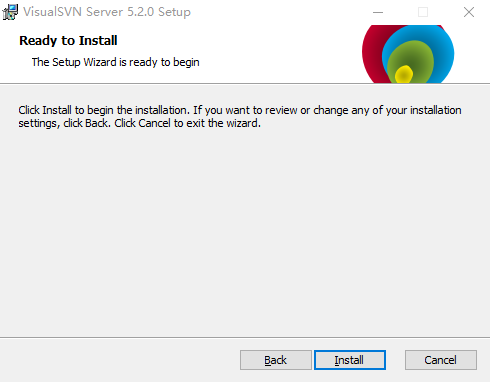 VisualSVN Server 5.2.0 Setup
Ready to Install
The Setup Wizard is ready to begin
Click Install to begin the installation. If you want to review or change any of your installation
settings, click Back. Click Cancel to exit the wizard.
Back
Install
Cancel